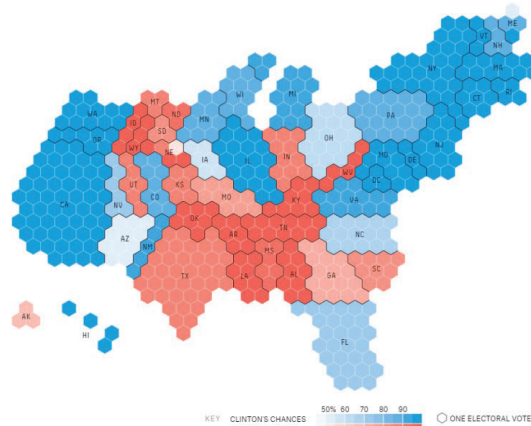 ME
VT
NH
WA
MT
ND
NY
MA
ID
WI
MI
OR
SD
MN
CT
RI
WY
PA
NE
IA
OH
IL
IN
NJ
MD
DE
UT
CO
KS
WV
CA
NV
MO
KY
DC
VA
OK
AZ
NM
AR
TN
NC
MS
TX
LA
AL
GA
SC
AK
HI
FL
50% 60 70 80 90
KEY CLINTON'S CHANCES ONE ELECTORAL VOTE